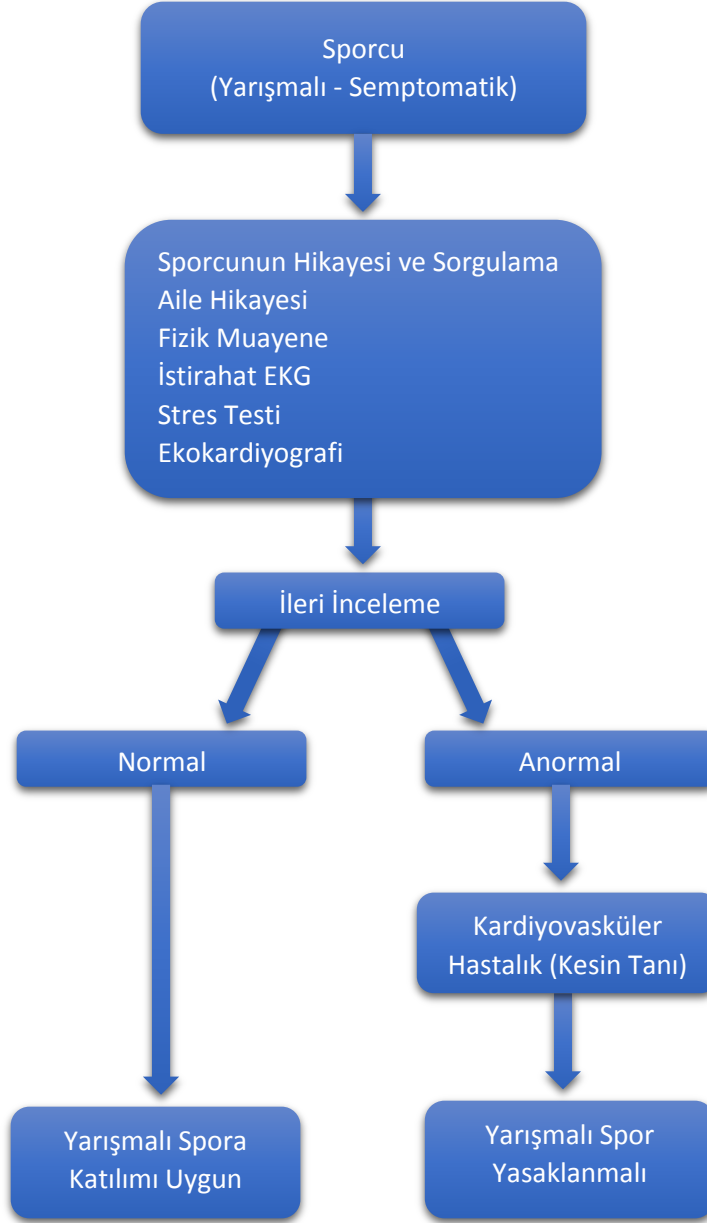 Sporcu
(Yarışmalı - Semptomatik)
Sporcunun Hikayesi ve Sorgulama
Aile Hikayesi
Fizik Muayene
İstirahat EKG
Stres Testi
Ekokardiyografi
İleri İnceleme
Normal
Anormal
Kardiyovasküler
Hastalık (Kesin Tanı)
Yarışmalı Spora
Katılımı Uygun
Yarışmalı Spor
Yasaklanmalı